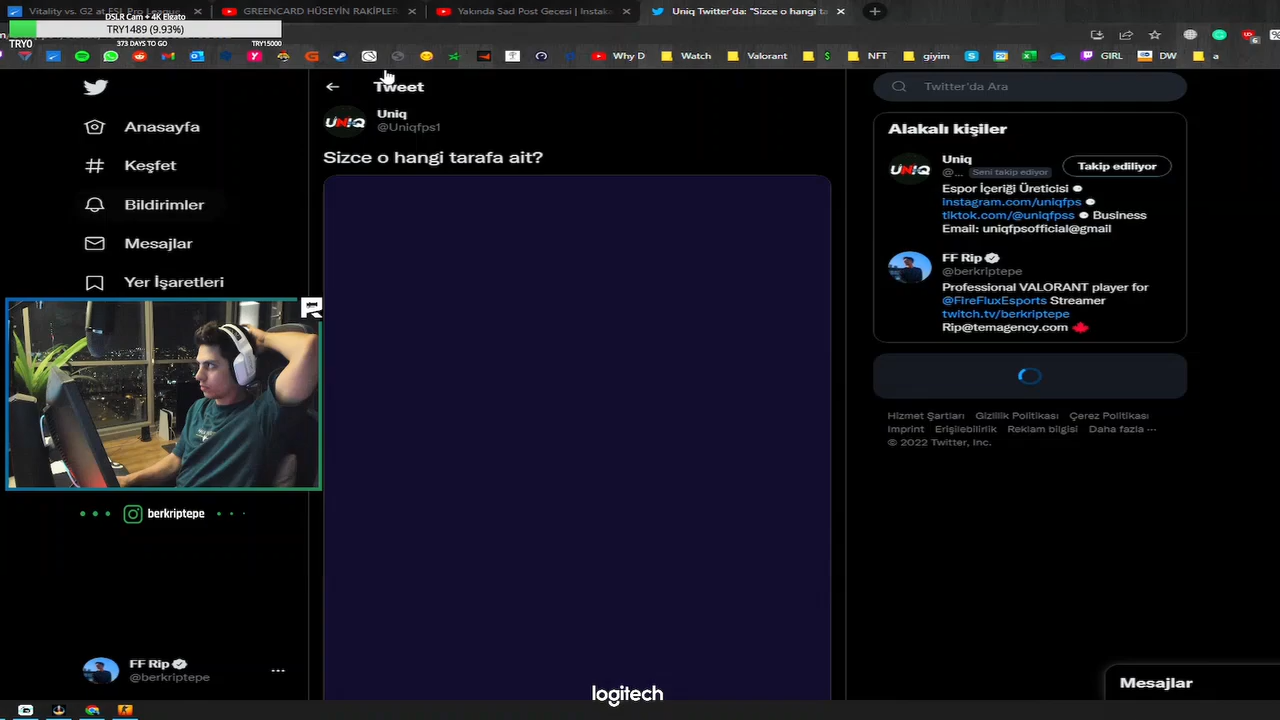 Vitality vs. G2 at ESL Pro League
GREENCARD HÜSEYİN RAKİPLER
Yakında Sad Post Gecesi | Instaka
Uniq Twitter'da: "Sizce o hangi ta
DSLR Cam + 4K Elgato
TRY1489 (9.93%)
TRY0
373 DAYS TO GO
TRY15000
Why D
Watch
Valorant
$
NFT
giyim
GIRL
DW
a
Tweet
Uniq
@Uniqfps1
Sizce o hangi tarafa ait?
Anasayfa
Keşfet
Bildirimler
Mesajlar
Yer İşaretleri
berkriptepe
FF Rip
@berkriptepe
logitech
Twitter'da Ara
Alakalı kişiler
Uniq
@... Seni takip ediyor
Takip ediliyor
Espor İçeriği Üreticisi
instagram.com/uniqfps
tiktok.com/@uniqfpss Business
Email: uniqfpsofficial@gmail
FF Rip
@berkriptepe
Professional VALORANT player for
@FireFluxEsports Streamer
twitch.tv/berkriptepe
Rip@temagency.com
Hizmet Şartları Gizlilik Politikası Çerez Politikası
Imprint Erişilebilirlik Reklam bilgisi Daha fazla ...
© 2022 Twitter, Inc.
Mesajlar